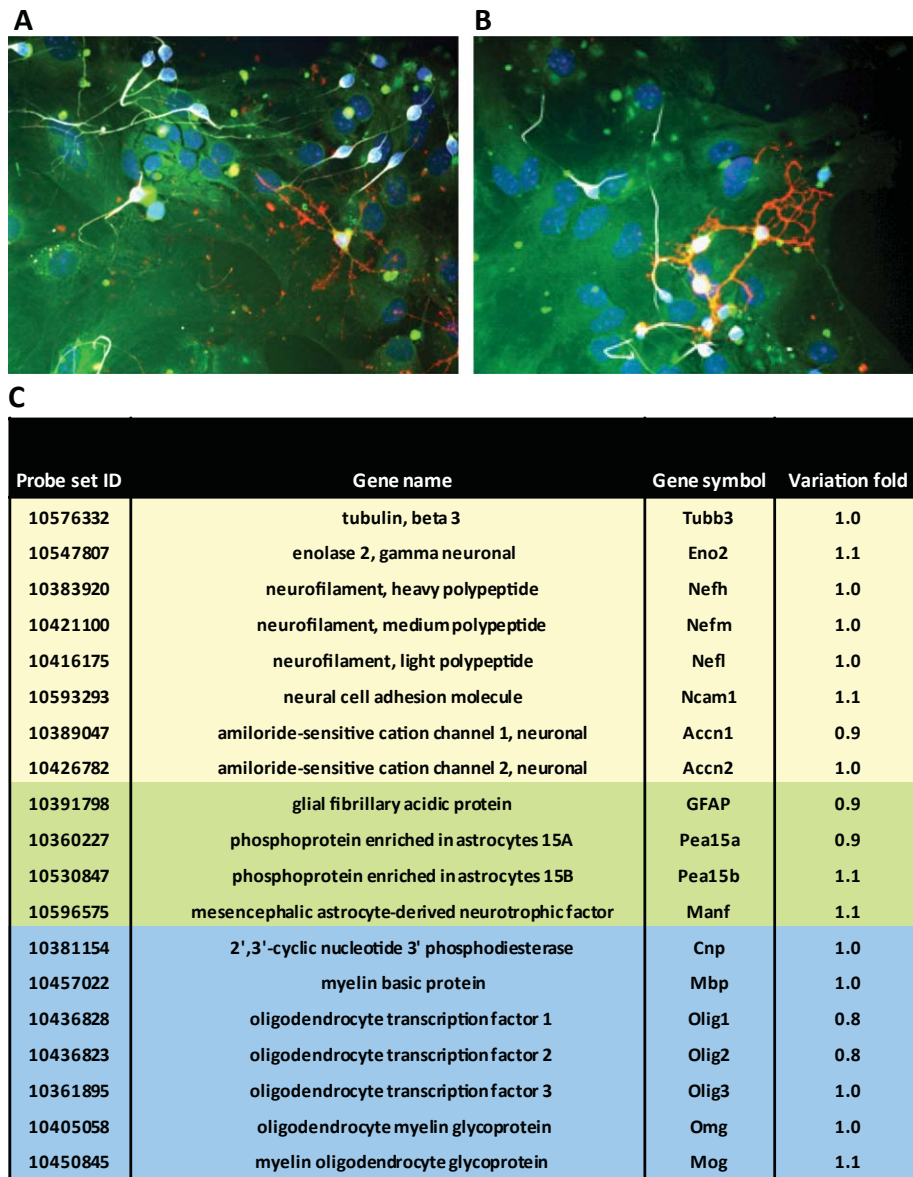 A B
C
Probe set ID Gene name Gene symbol Variation fold
10576332 tubulin, beta 3 Tubb3 1.0
10547807 enolase 2, gamma neuronal Eno2 1.1
10383920 neurofilament, heavy polypeptide Nefh 1.0
10421100 neurofilament, medium polypeptide Nefm 1.0
10416175 neurofilament, light polypeptide Nefl 1.0
10593293 neural cell adhesion molecule Ncam1 1.1
10389047 amiloride-sensitive cation channel 1, neuronal Accn1 0.9
10426782 amiloride-sensitive cation channel 2, neuronal Accn2 1.0
10391798 glial fibrillary acidic protein GFAP 0.9
10360227 phosphoprotein enriched in astrocytes 15A Pea15a 0.9
10530847 phosphoprotein enriched in astrocytes 15B Pea15b 1.1
10596575 mesencephalic astrocyte-derived neurotrophic factor Manf 1.1
10381154 2',3'-cyclic nucleotide 3' phosphodiesterase Cnp 1.0
10457022 myelin basic protein Mbp 1.0
10436828 oligodendrocyte transcription factor 1 Olig1 0.8
10436823 oligodendrocyte transcription factor 2 Olig2 0.8
10361895 oligodendrocyte transcription factor 3 Olig3 1.0
10405058 oligodendrocyte myelin glycoprotein Omg 1.0
10450845 myelin oligodendrocyte glycoprotein Mog 1.1